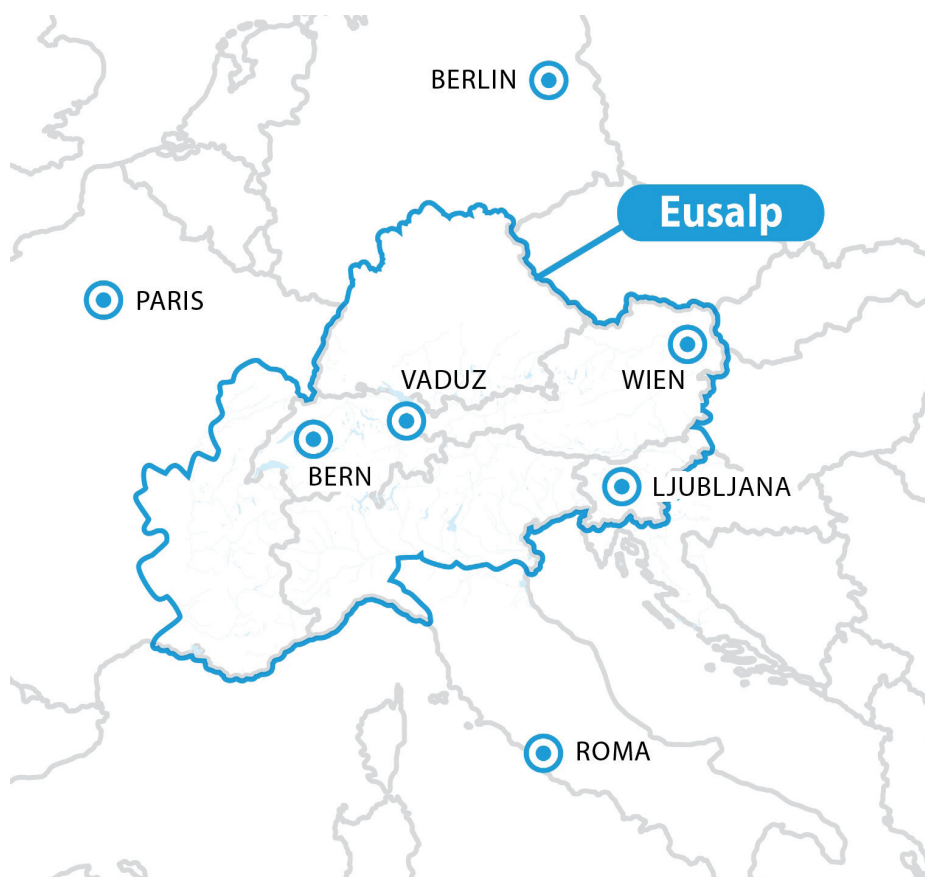 BERLIN
Eusalp
PARIS
WIEN
VADUZ
BERN
LJUBLJANA
ROMA